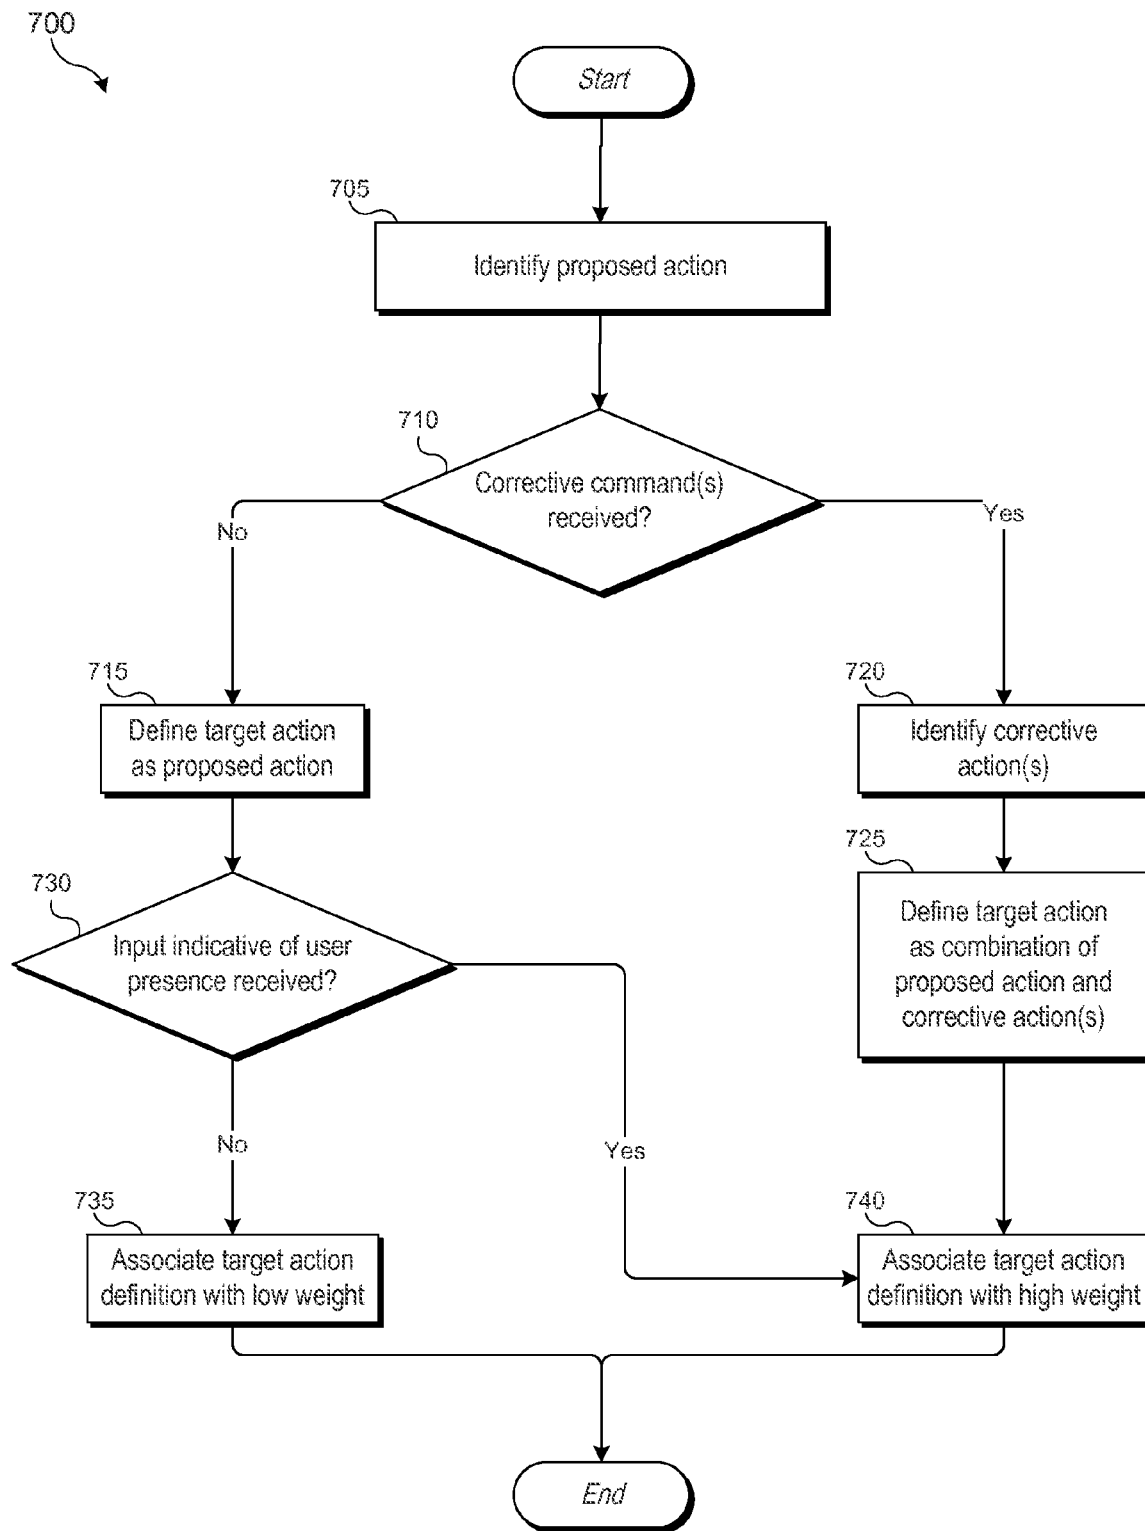 700
Start
705
Identify proposed action
710
Corrective command(s)
received?
No
Yes
715
Define target action
as proposed action
720
Identify corrective
action(s)
725
Define target action
as combination of
proposed action and
corrective action(s)
730
Input indicative of user
presence received?
No
Yes
735
Associate target action
definition with low weight
740
Associate target action
definition with high weight
End